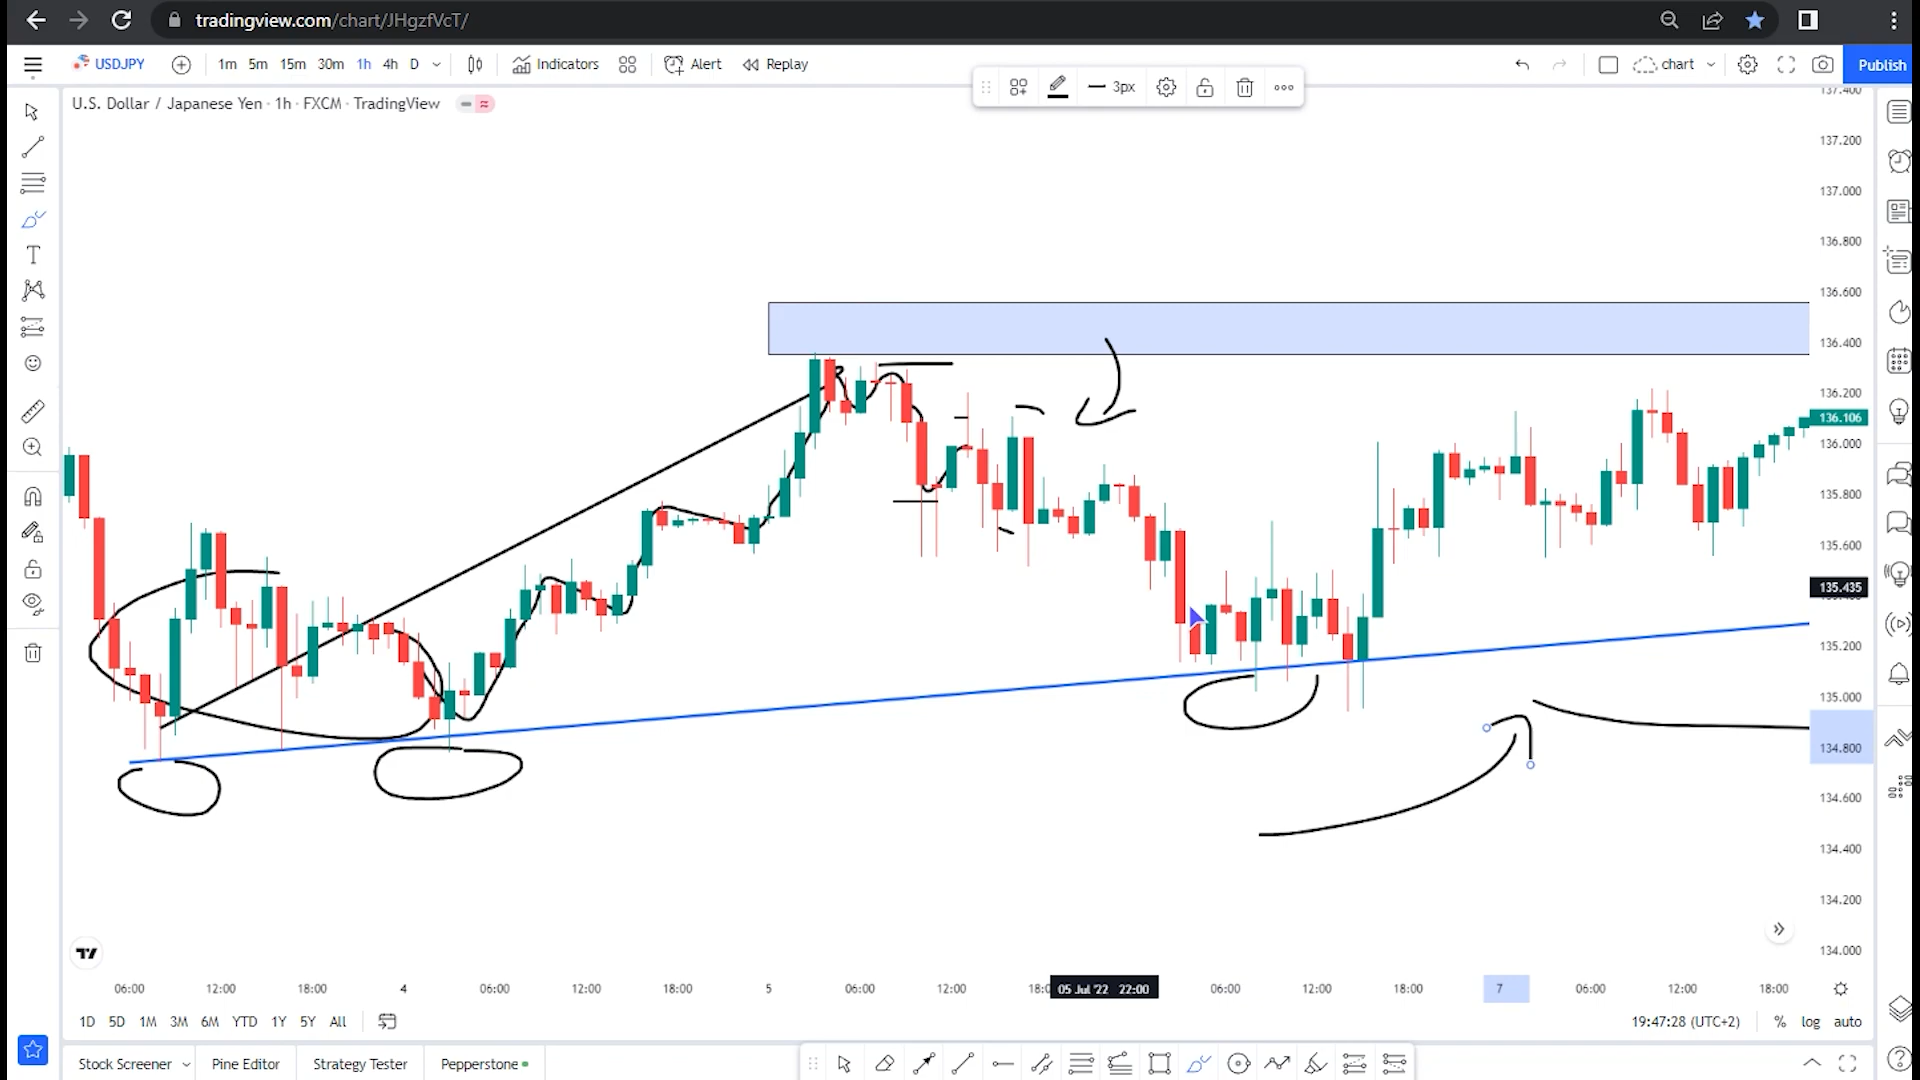 tradingview.com/chart/JHgzfVcT/
USDJPY 1m 5m 15m 30m 1h 4h D Indicators Alert Replay chart Publish
3px
U.S. Dollar / Japanese Yen · 1h · FXCM · TradingView
137.400
137.200
137.000
136.800
136.600
136.400
136.200
136.106
136.000
135.800
135.600
135.435
135.200
135.000
134.800
134.600
134.400
134.200
134.000
06:00 12:00 18:00 4 06:00 12:00 18:00 5 06:00 12:00 05 Jul '22 22:00 06:00 12:00 18:00 7 06:00 12:00 18:00
1D 5D 1M 3M 6M YTD 1Y 5Y All 19:47:28 (UTC+2) % log auto
Stock Screener Pine Editor Strategy Tester Pepperstone